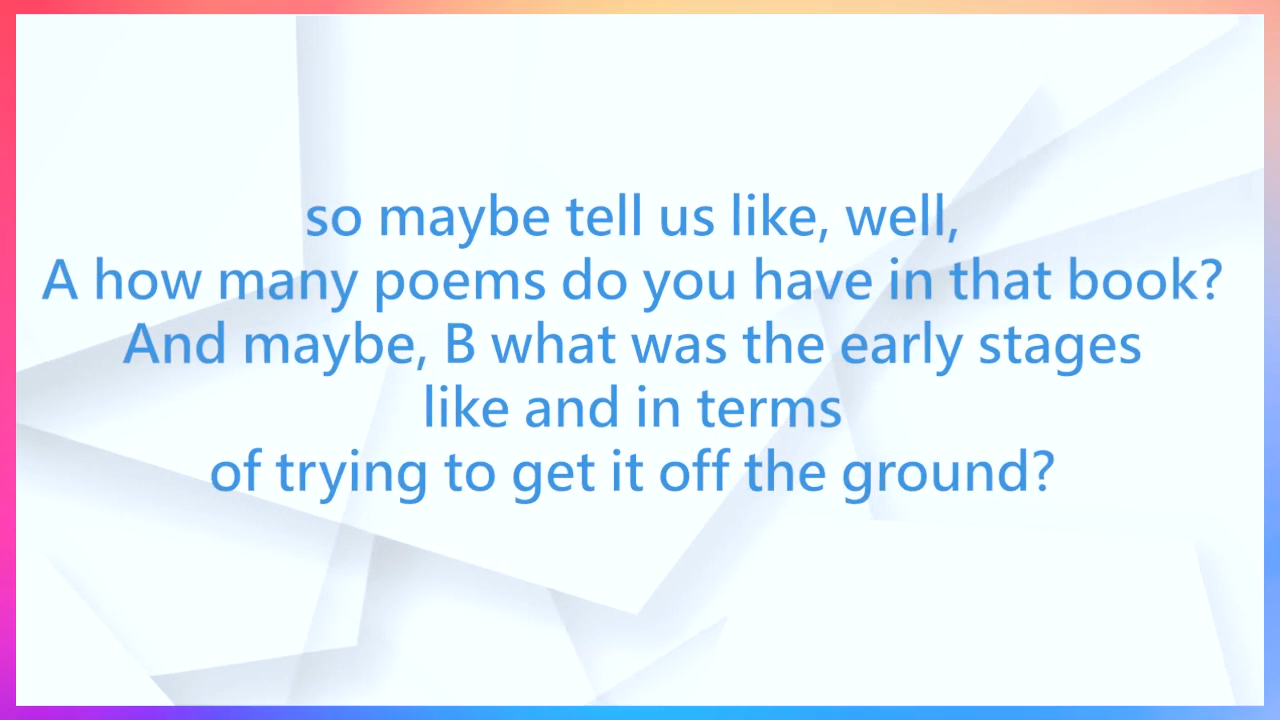 so maybe tell us like, well,
A how many poems do you have in that book?
And maybe, B what was the early stages
like and in terms
of trying to get it off the ground?